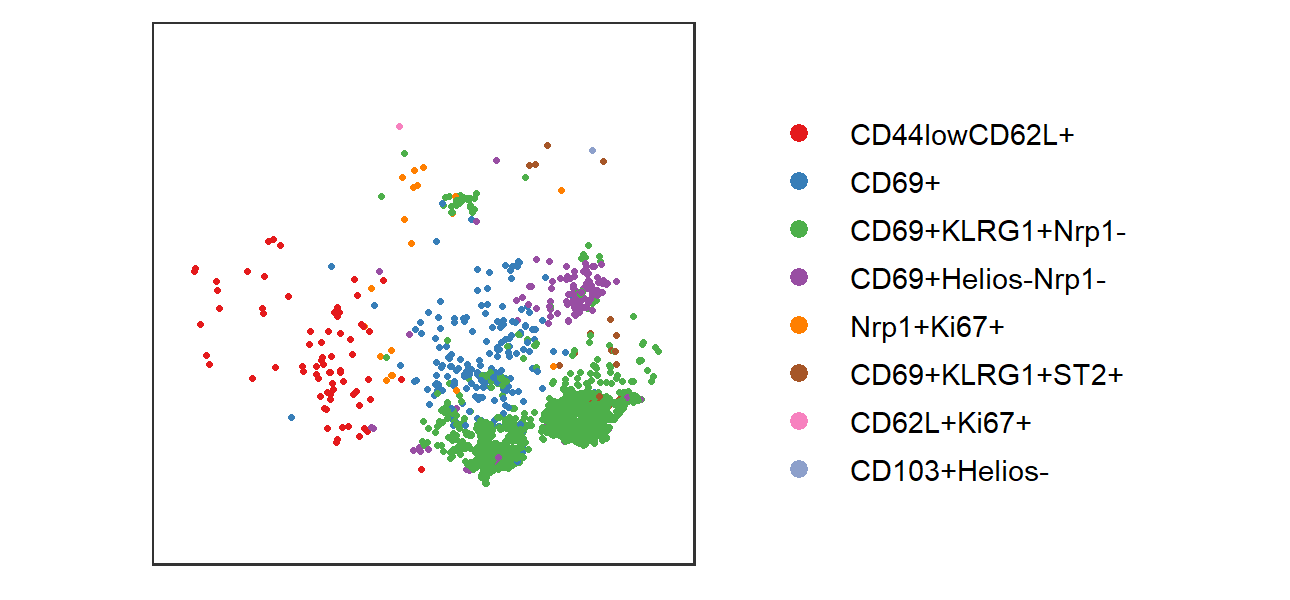 CD44lowCD62L+
CD69+
CD69+KLRG1+Nrp1-
CD69+Helios-Nrp1-
Nrp1+Ki67+
CD69+KLRG1+ST2+
CD62L+Ki67+
CD103+Helios-